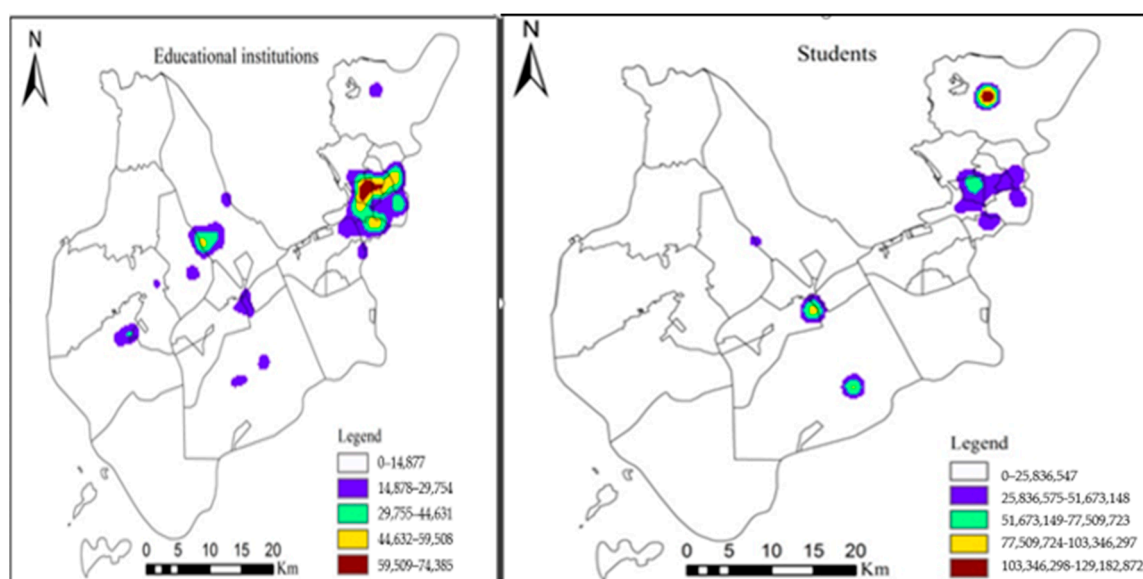 N
Educational institutions
Legend
0–14,877
14,878–29,754
29,755–44,631
44,632–59,508
59,509–74,385
0 5 10 15 20
Km
N
Students
Legend
0–25,836,547
25,836,575-51,673,148
51,673,149-77,509,723
77,509,724-103,346,297
103,346,298-129,182,872
0 5 10 15 20
Km